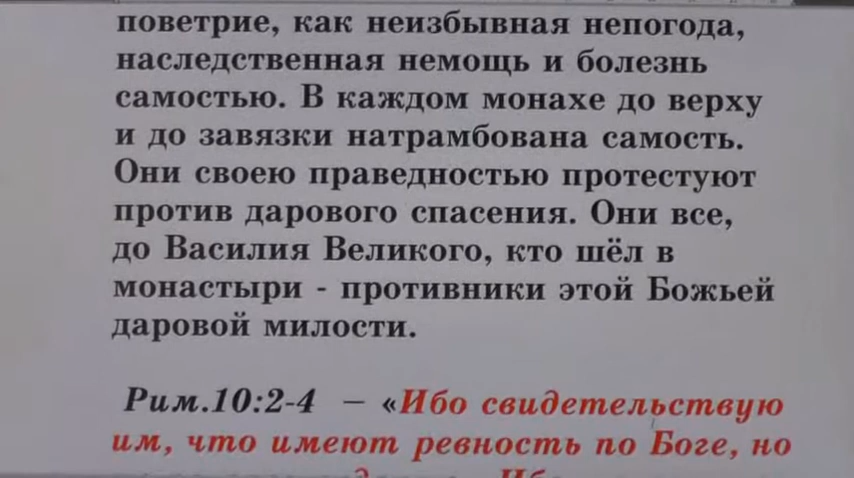 поветрие, как неизбывная непогода,
наследственная немощь и болезнь
самостью. В каждом монахе до верху
и до завязки натрамбована самость.
Они своею праведностью протестуют
против дарового спасения. Они все,
до Василия Великого, кто шёл в
монастыри - противники этой Божьей
даровой милости.
Рим.10:2-4 – «Ибо свидетельствую
им, что имеют ревность по Боге, но